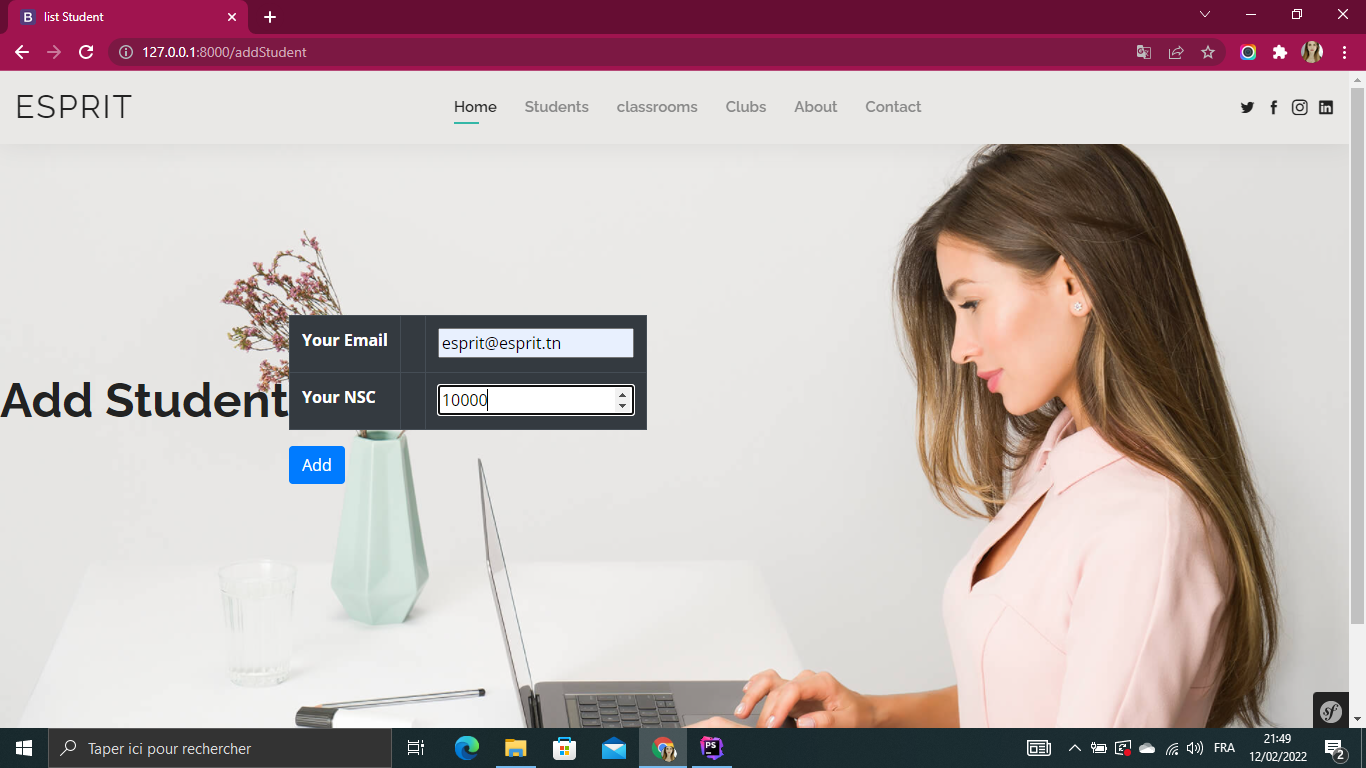 list Student
127.0.0.1:8000/addStudent
ESPRIT
Home Students classrooms Clubs About Contact
Your Email esprit@esprit.tn
Add Student
Your NSC 10000
Add
Taper ici pour rechercher
PS
FRA
21:49
12/02/2022
2